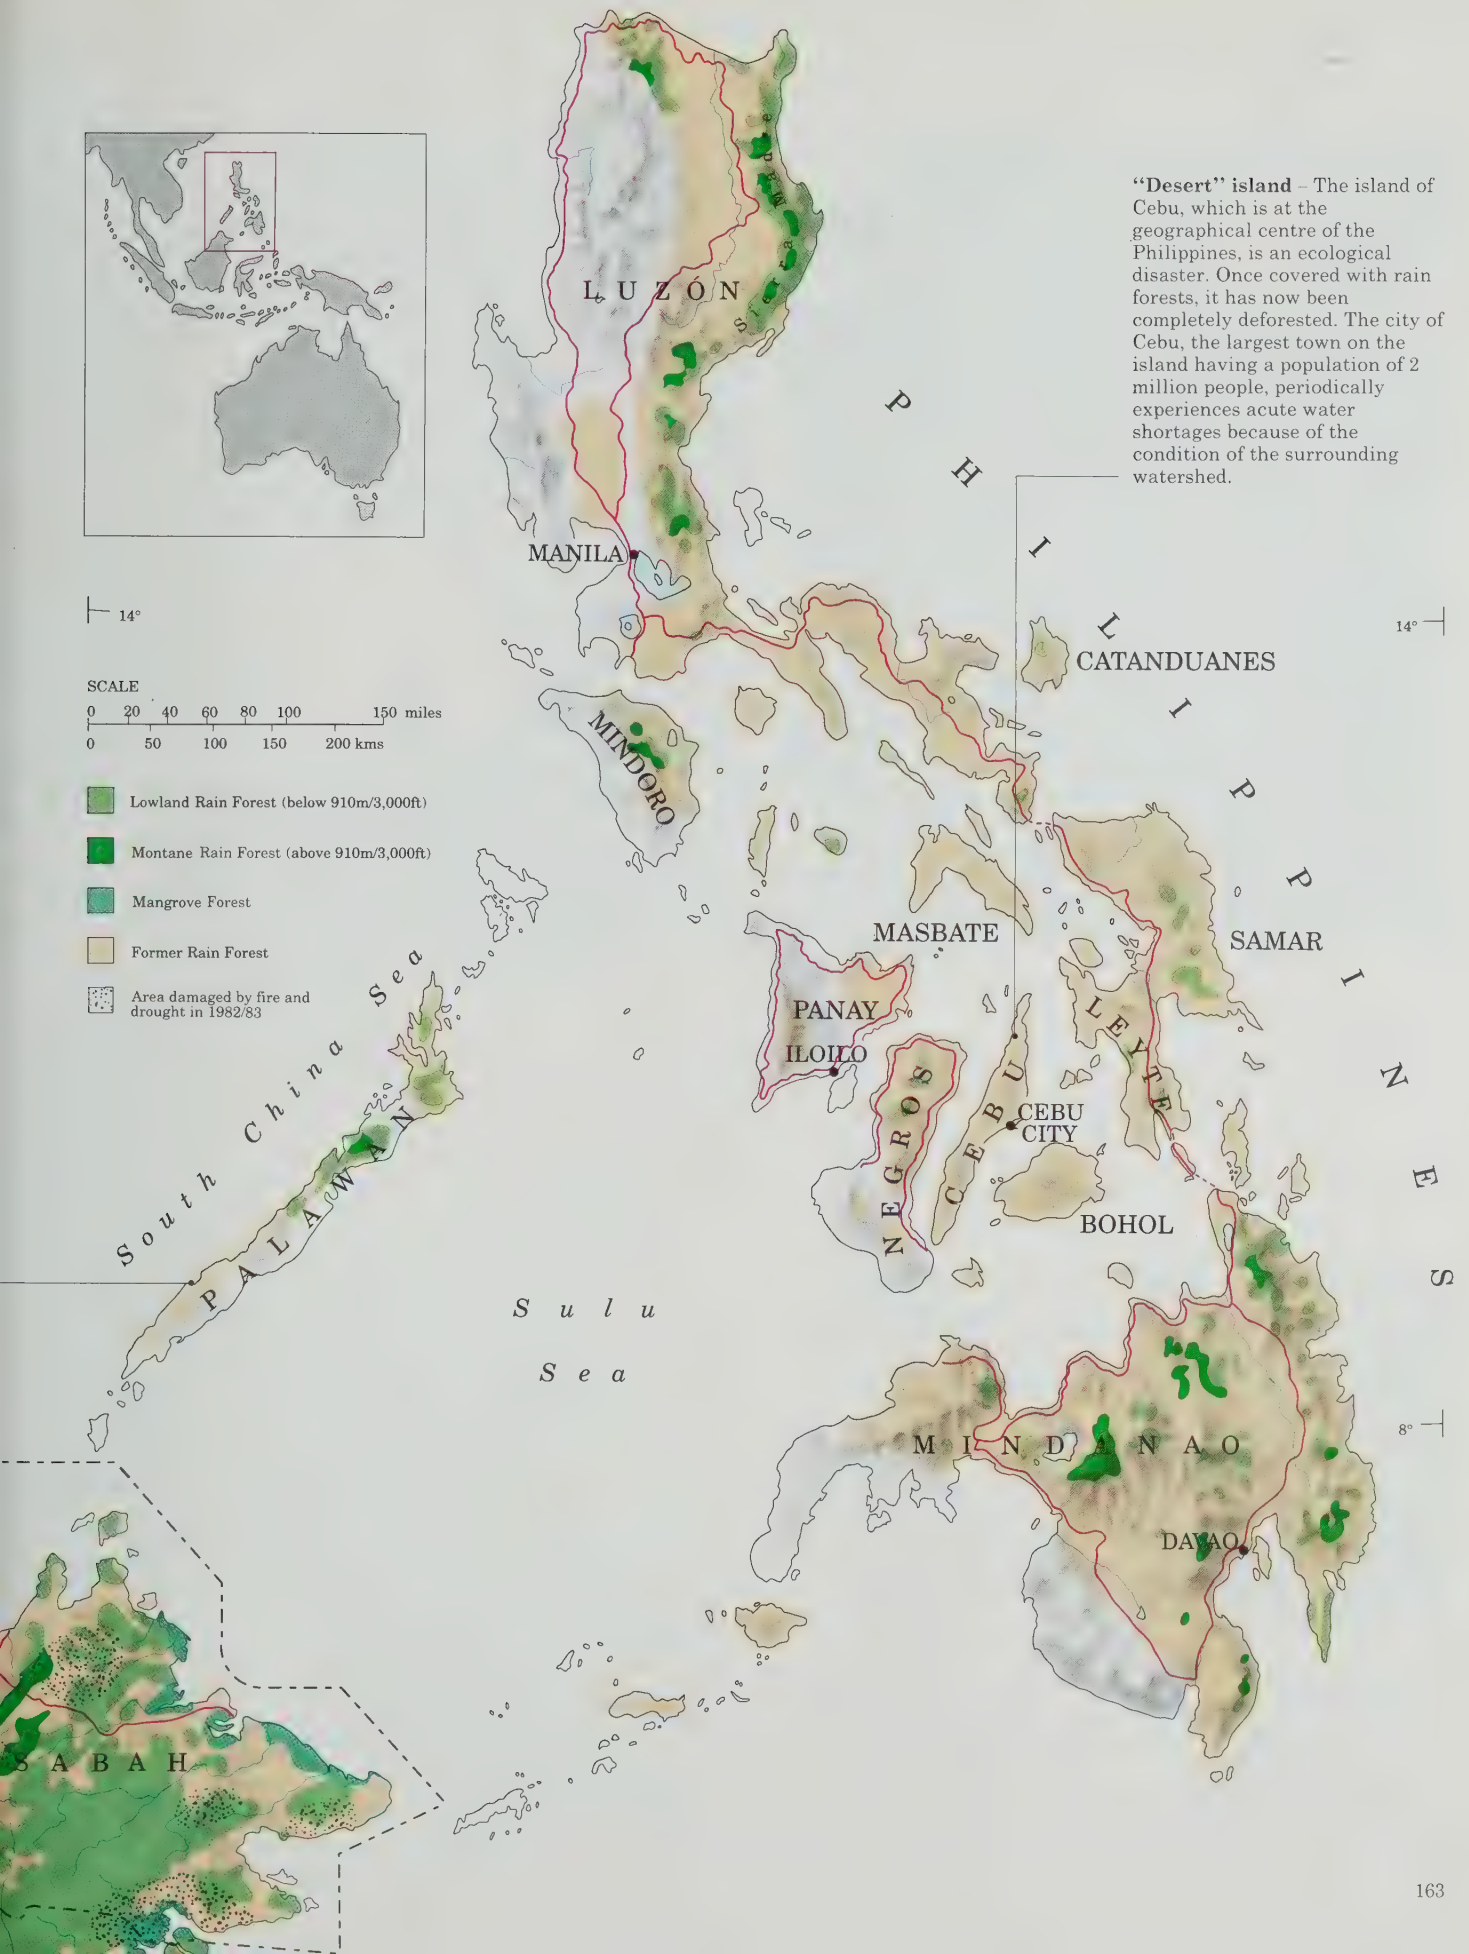 "Desert" island – The island of
Cebu, which is at the
geographical centre of the
Philippines, is an ecological
disaster. Once covered with rain
forests, it has now been
completely deforested. The city of
Cebu, the largest town on the
island having a population of 2
million people, periodically
experiences acute water
shortages because of the
condition of the surrounding
watershed.
Sierra Madre
LUZÓN
PHILIPPINES
MANILA
14°
14°
CATANDUANES
SCALE
0 20 40 60 80 100 150 miles
0 50 100 150 200 kms
MINDORO
Lowland Rain Forest (below 910m/3,000ft)
Montane Rain Forest (above 910m/3,000ft)
Mangrove Forest
Former Rain Forest
Area damaged by fire and
drought in 1982/83
MASBATE
SAMAR
South China Sea
PANAY
ILOILO
LEYTE
NEGROS
CEBU
CEBU
CITY
PALAWAN
BOHOL
Sulu
Sea
8°
MINDANAO
DAVAO
SABAH
163